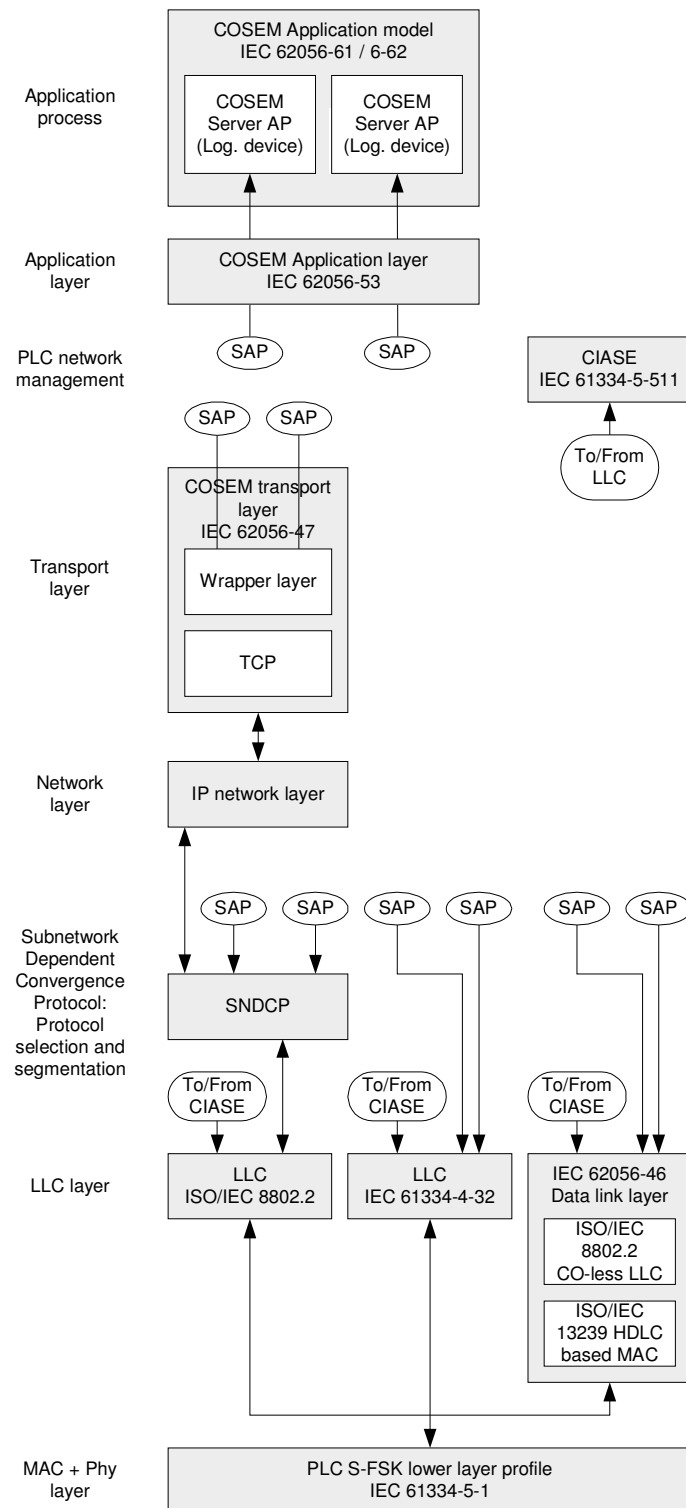 COSEM Application model
IEC 62056-61 / 6-62
Application
process
COSEM
Server AP
(Log. device)
COSEM
Server AP
(Log. device)
Application
layer
COSEM Application layer
IEC 62056-53
SAP
SAP
PLC network
management
CIASE
IEC 61334-5-511
SAP
SAP
To/From
LLC
COSEM transport
layer
IEC 62056-47
Transport
layer
Wrapper layer
TCP
Network
layer
IP network layer
SAP
SAP
SAP
SAP
SAP
SAP
Subnetwork
Dependent
Convergence
Protocol:
Protocol
selection and
segmentation
SNDCP
To/From
CIASE
To/From
CIASE
To/From
CIASE
LLC layer
LLC
ISO/IEC 8802.2
LLC
IEC 61334-4-32
IEC 62056-46
Data link layer
ISO/IEC
8802.2
CO-less LLC
ISO/IEC
13239 HDLC
based MAC
MAC + Phy
layer
PLC S-FSK lower layer profile
IEC 61334-5-1